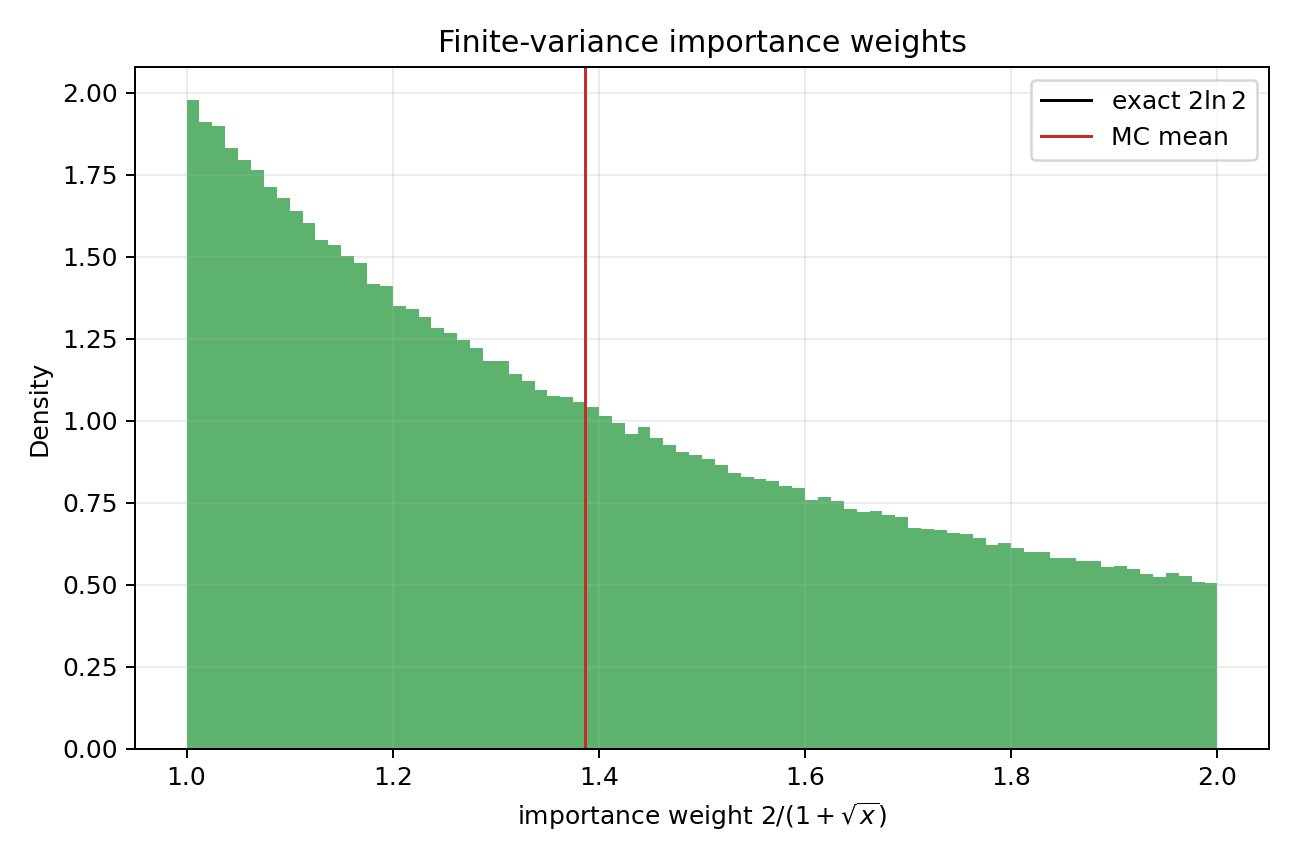 Finite-variance importance weights
exact 2ln 2
MC mean
Density
2.00
1.75
1.50
1.25
1.00
0.75
0.50
0.25
0.00
1.0 1.2 1.4 1.6 1.8 2.0
importance weight 2/(1 + √x)